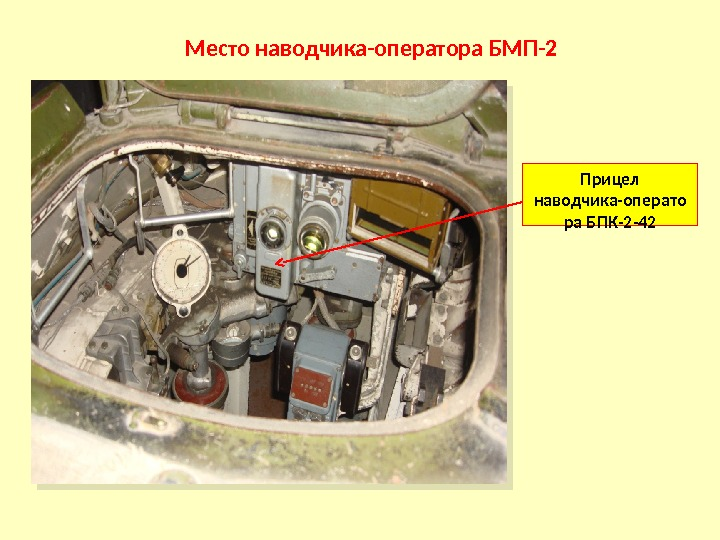 Место наводчика-оператора БМП-2
Прицел
наводчика-операто
ра БПК-2-42